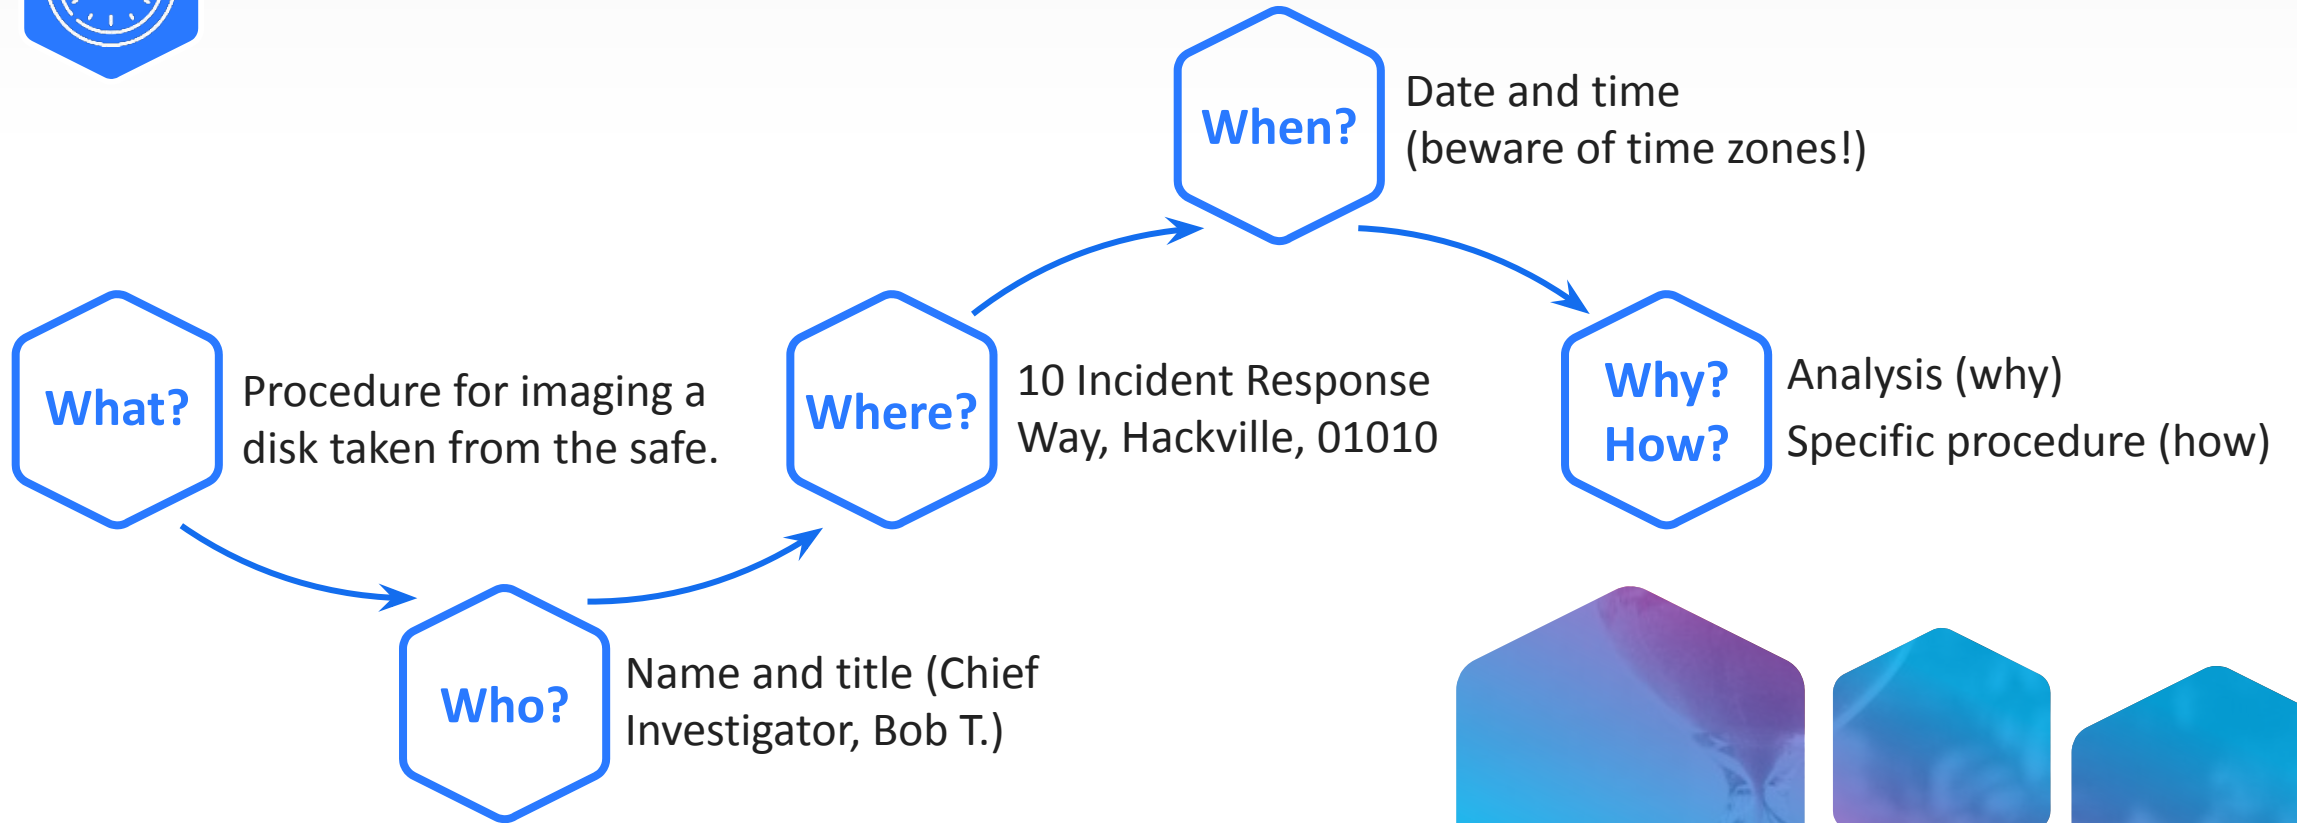 What?
Procedure for imaging a
disk taken from the safe.
Who?
Name and title (Chief
Investigator, Bob T.)
Where?
10 Incident Response
Way, Hackville, 01010
When?
Date and time
(beware of time zones!)
Why?
How?
Analysis (why)
Specific procedure (how)